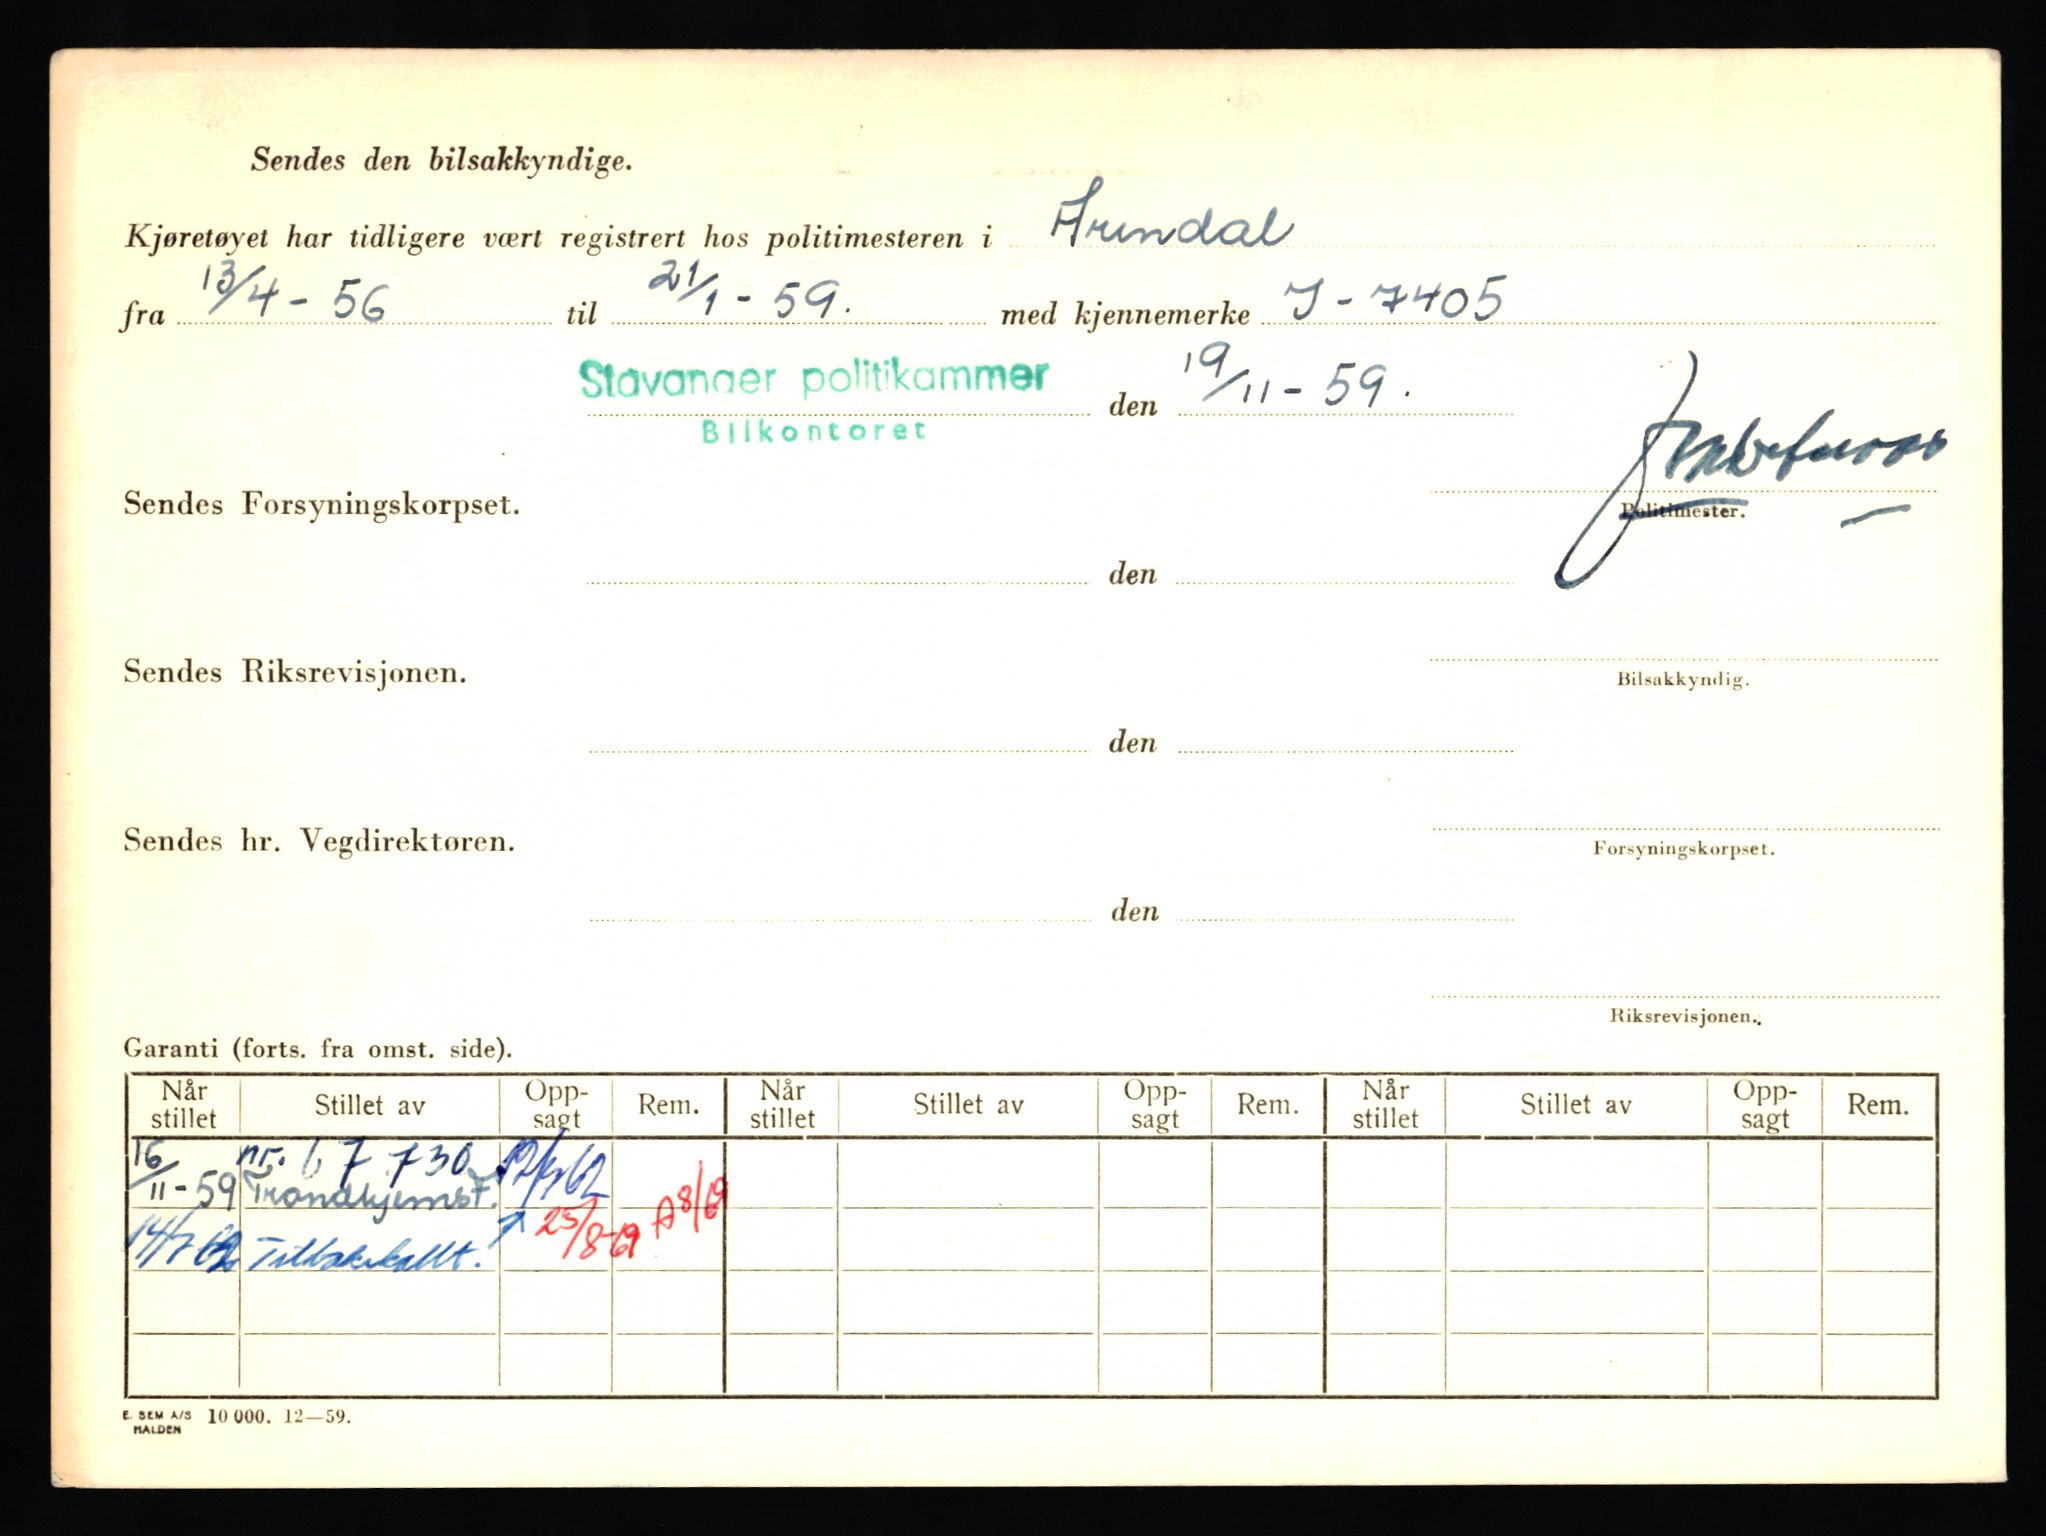 Sendes den bilsakkyndige.
Kjøretøyet har tidligere vært registrert hos politimesteren i Arendal
fra 13/4 - 56 til 21/1 - 59. med kjennemerke I - 7405
Stavanger politikammer den 19/11 - 59.
Bilkontoret
Sendes Forsyningskorpset.
Politimester.
den
Sendes Riksrevisjonen.
Bilsakkyndig.
den
Sendes hr. Vegdirektøren.
Forsyningskorpset.
den
Riksrevisjonen.
Garanti (forts. fra omst. side).
Når stillet Stillet av Opp-sagt Rem. Når stillet Stillet av Opp-sagt Rem. Når stillet Stillet av Opp-sagt Rem.
16/11 - 59 nr. 67730
Trondhjemsf.
14/7 62 Tilbakekallt. 25/8-69 A 8/69
E. SEM A/S HALDEN 10 000. 12—59.